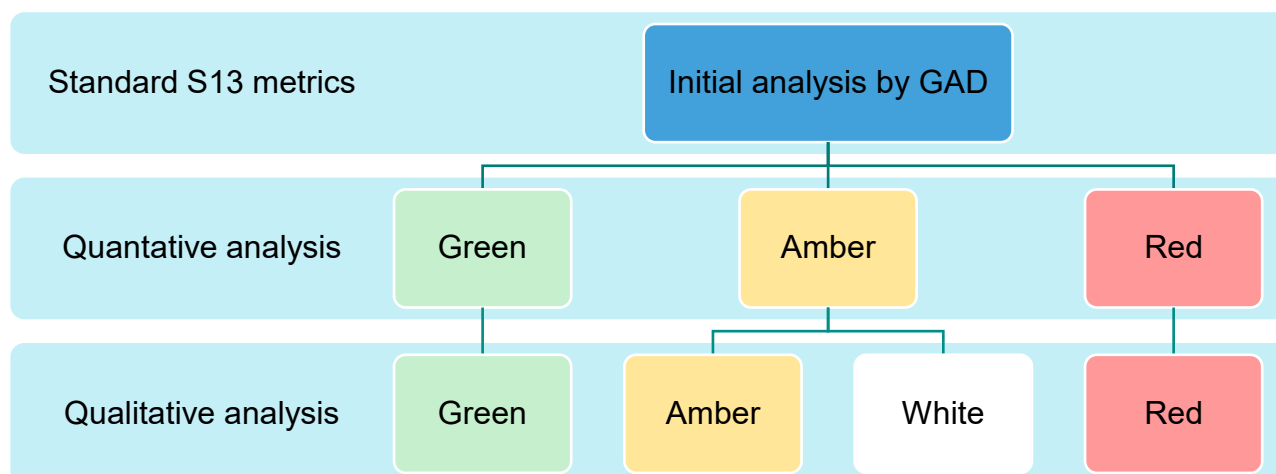 Standard S13 metrics
Initial analysis by GAD
Quantative analysis
Green
Amber
Red
Qualitative analysis
Green
Amber
White
Red